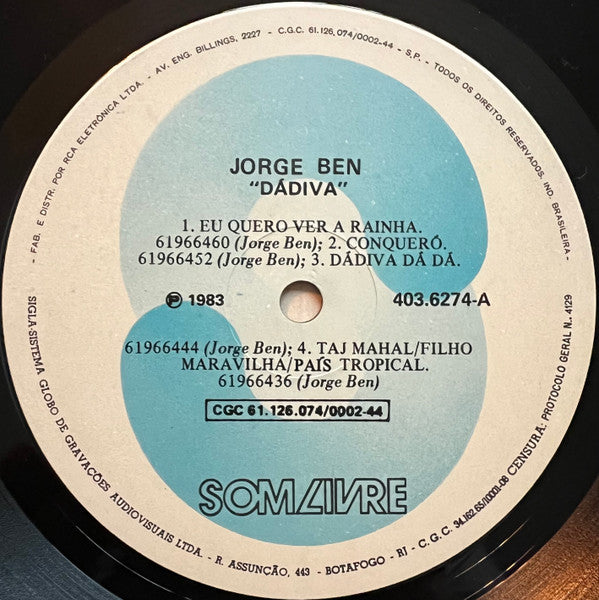 - FAB. E DISTR. POR RCA ELETRÔNICA LTDA. - AV. ENG. BILLINGS, 2227 - C.G.C. 61.126.074/0002-44 - S.P. - TODOS OS DIREITOS RESERVADOS. IND. BRASILEIRA -
JORGE BEN
"DÁDIVA"
1. EU QUERO VER A RAINHA.
61966460 (Jorge Ben); 2. CONQUERÔ.
61966452 (Jorge Ben); 3. DÁDIVA DÁ DÁ.
Ⓟ 1983
403.6274-A
61966444 (Jorge Ben); 4. TAJ MAHAL/FILHO
MARAVILHA/PAÍS TROPICAL.
61966436 (Jorge Ben)
CGC 61.126.074/0002-44
SOM LIVRE
SIGLA-SISTEMA GLOBO DE GRAVAÇÕES AUDIOVISUAIS LTDA. - R. ASSUNÇÃO, 443 - BOTAFOGO - RJ - C.G.C. 34.162.65/10001-08 CENSURA: PROTOCOLO GERAL N.. 4129